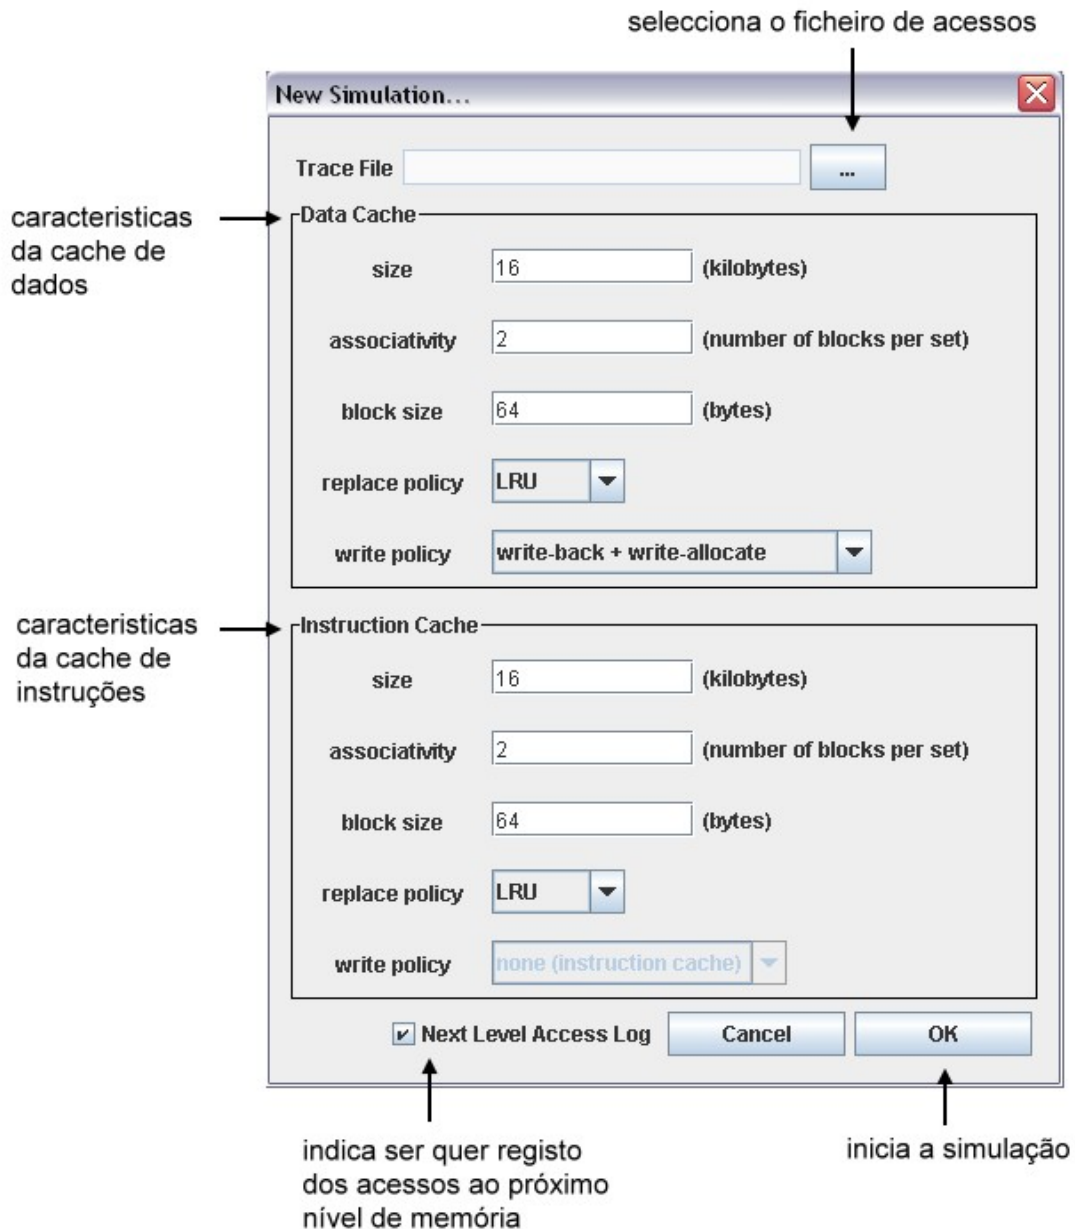 selecciona o ficheiro de acessos
New Simulation...
Trace File ...
caracteristicas
da cache de
dados
Data Cache
size 16 (kilobytes)
associativity 2 (number of blocks per set)
block size 64 (bytes)
replace policy LRU
write policy write-back + write-allocate
caracteristicas
da cache de
instruções
Instruction Cache
size 16 (kilobytes)
associativity 2 (number of blocks per set)
block size 64 (bytes)
replace policy LRU
write policy none (instruction cache)
Next Level Access Log Cancel OK
indica ser quer registo
dos acessos ao próximo
nível de memória
inicia a simulação